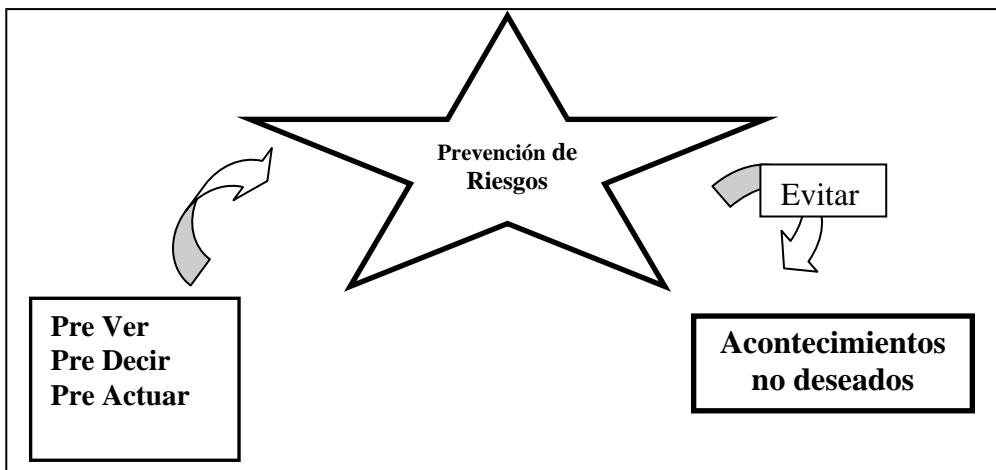 Prevención de
Riesgos
Evitar
Pre Ver
Pre Decir
Pre Actuar
Acontecimientos
no deseados